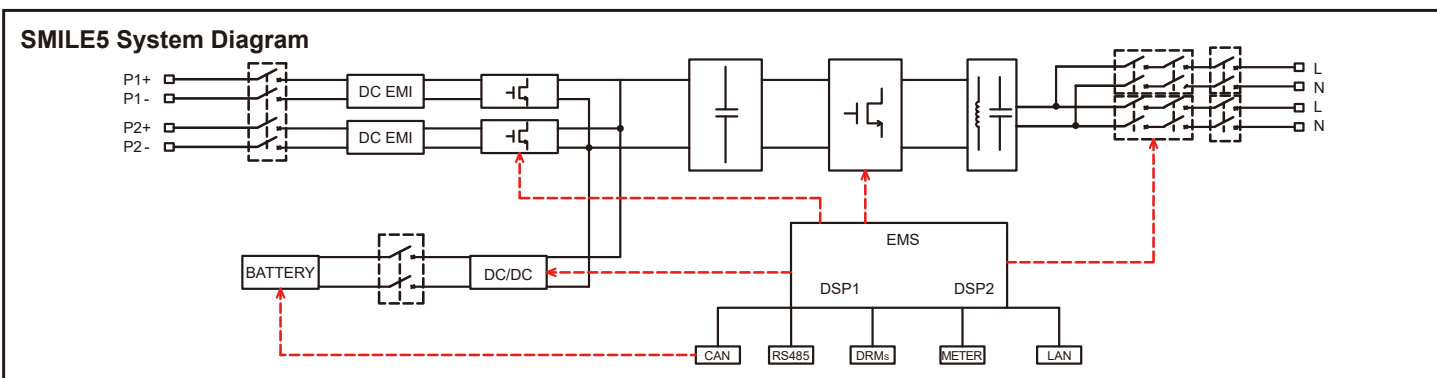 SMILE5 System Diagram
P1+
P1-
P2+
P2-
DC EMI
DC EMI
L
N
L
N
BATTERY
DC/DC
EMS
DSP1 DSP2
CAN RS485 DRMs METER LAN